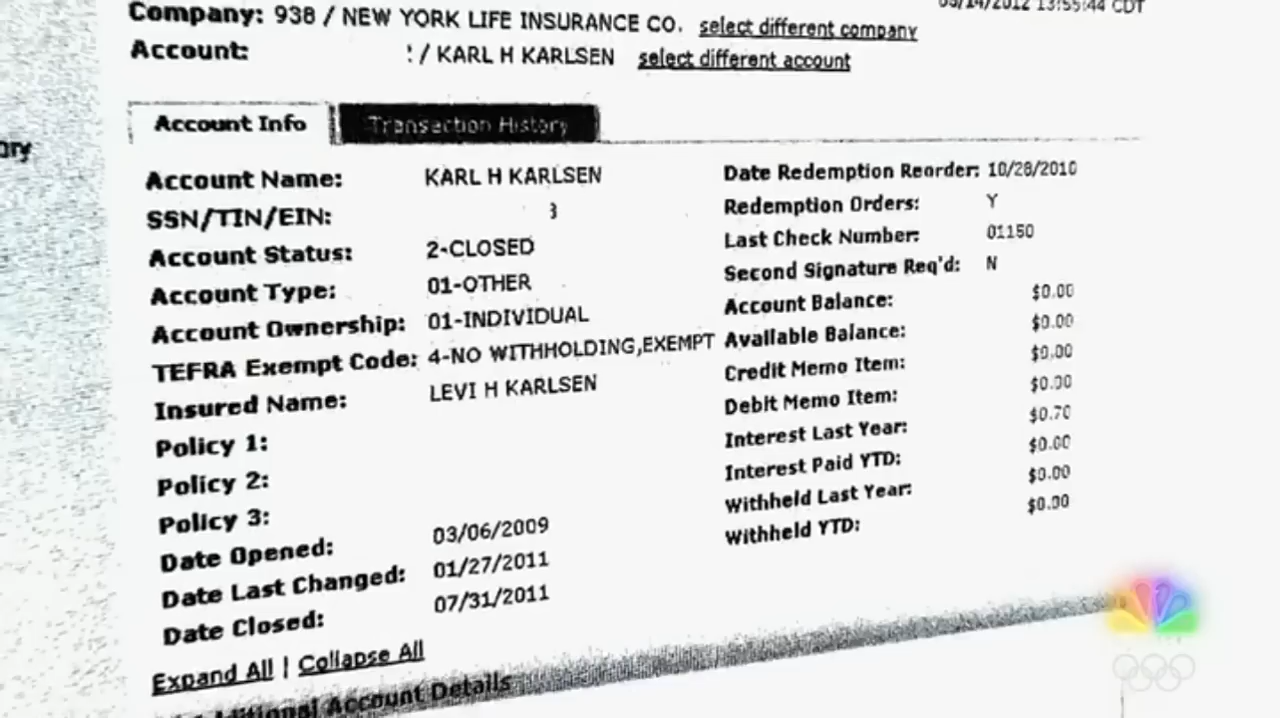 13:55:44 CDT
Company: 938 / NEW YORK LIFE INSURANCE CO. select different company
Account: / KARL H KARLSEN select different account
Account Info Transaction History
Account Name: KARL H KARLSEN
SSN/TIN/EIN:
Account Status: 2-CLOSED
Account Type: 01-OTHER
Account Ownership: 01-INDIVIDUAL
TEFRA Exempt Code: 4-NO WITHHOLDING,EXEMPT
Insured Name: LEVI H KARLSEN
Policy 1:
Policy 2:
Policy 3:
Date Opened: 03/06/2009
Date Last Changed: 01/27/2011
Date Closed: 07/31/2011
Date Redemption Reorder: 10/28/2010
Redemption Orders: Y
Last Check Number: 01150
Second Signature Req'd: N
Account Balance: $0.00
Available Balance: $0.00
Credit Memo Item: $0.00
Debit Memo Item: $0.00
Interest Last Year: $0.70
Interest Paid YTD: $0.00
Withheld Last Year: $0.00
Withheld YTD: $0.00
Expand All | Collapse All
Account Details